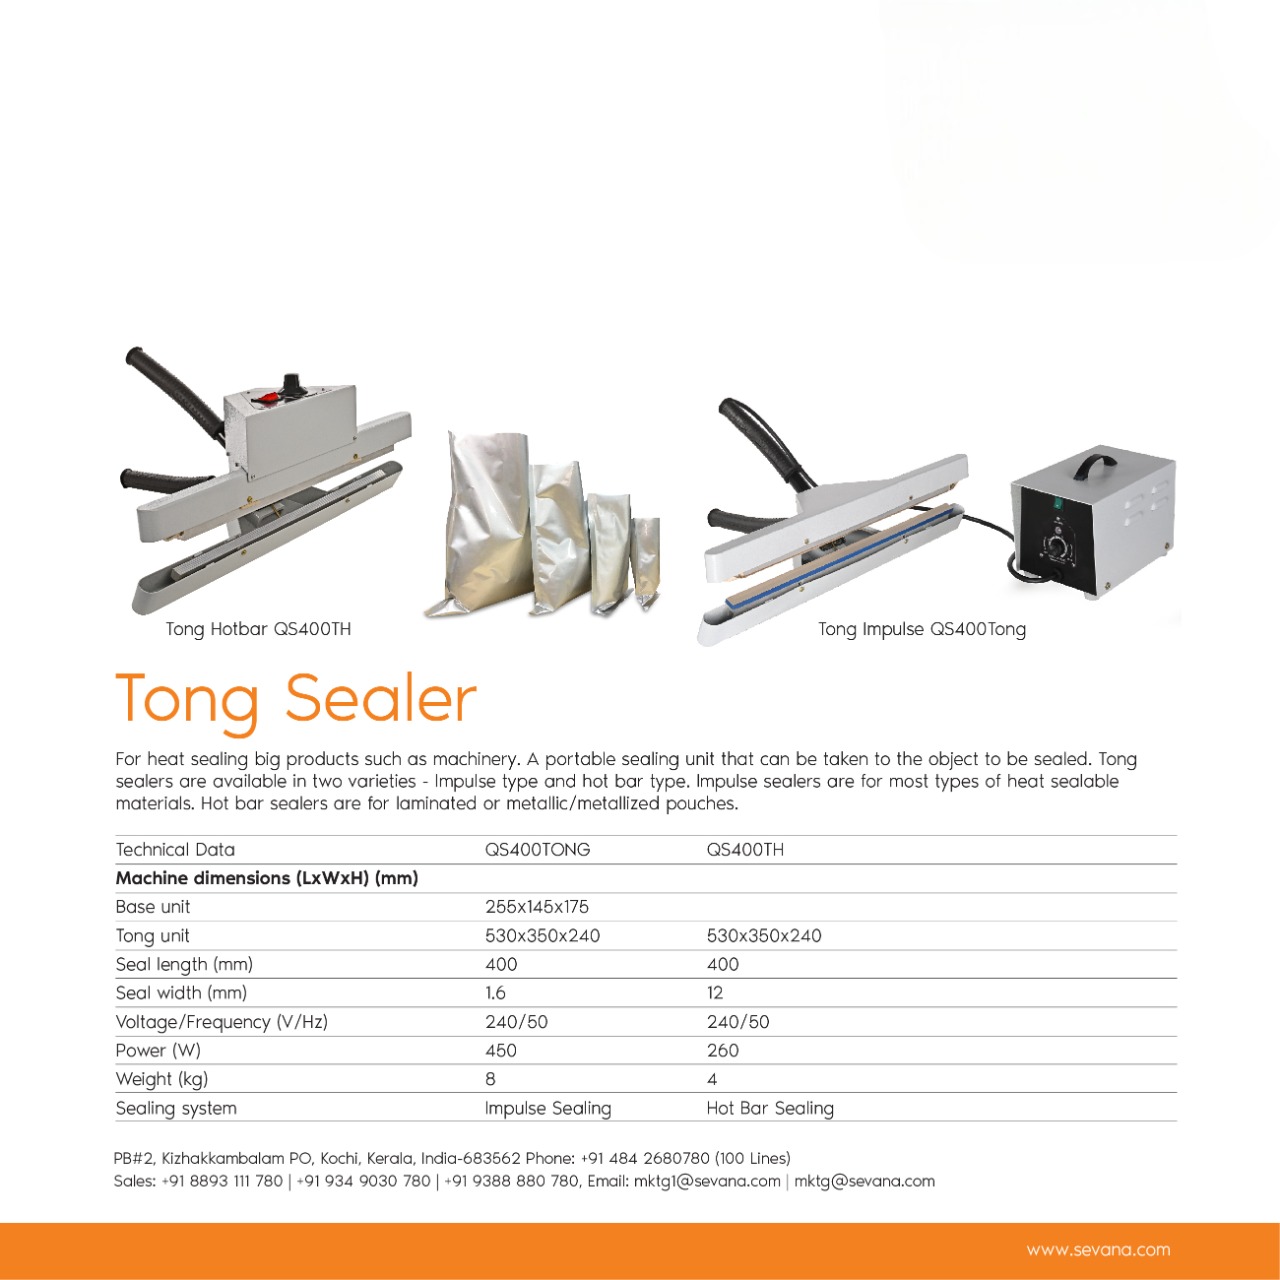 Tong Hotbar QS400TH
Tong Impulse QS400Tong
Tong Sealer
For heat sealing big products such as machinery. A portable sealing unit that can be taken to the object to be sealed. Tong
sealers are available in two varieties - Impulse type and hot bar type. Impulse sealers are for most types of heat sealable
materials. Hot bar sealers are for laminated or metallic/metallized pouches.
Technical Data QS400TONG QS400TH
Machine dimensions (LxWxH) (mm)
Base unit 255x145x175
Tong unit 530x350x240 530x350x240
Seal length (mm) 400 400
Seal width (mm) 1.6 12
Voltage/Frequency (V/Hz) 240/50 240/50
Power (W) 450 260
Weight (kg) 8 4
Sealing system Impulse Sealing Hot Bar Sealing
PB#2, Kizhakkambalam PO, Kochi, Kerala, India-683562 Phone: +91 484 2680780 (100 Lines)
Sales: +91 8893 111 780 | +91 934 9030 780 | +91 9388 880 780, Email: mktg1@sevana.com | mktg@sevana.com
www.sevana.com